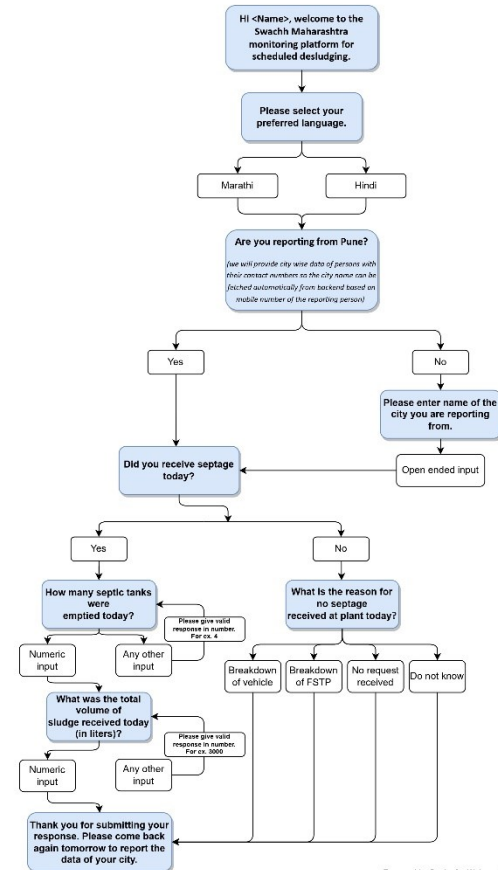 Hi <Name>, welcome to the
Swachh Maharashtra
monitoring platform for
scheduled desludging.
Please select your
preferred language.
Marathi
Hindi
Are you reporting from Pune?
(we will provide city wise data of persons with
their contact numbers so the city name can be
fetched automatically from backend based on
mobile number of the reporting person)
Yes
No
Please enter name of the
city you are reporting
from.
Did you receive septage
today?
Open ended input
Yes
No
How many septic tanks
were
emptied today?
Please give valid
response in number.
For ex. 4
What is the reason for
no septage
received at plant today?
Numeric
input
Any other
input
Breakdown
of vehicle
Breakdown
of FSTP
No request
received
Do not know
What was the total
volume of
sludge received today
(in liters)?
Please give valid
response in number.
For ex. 3000
Numeric
input
Any other
input
Thank you for submitting your
response. Please come back
again tomorrow to report the
data of your city.